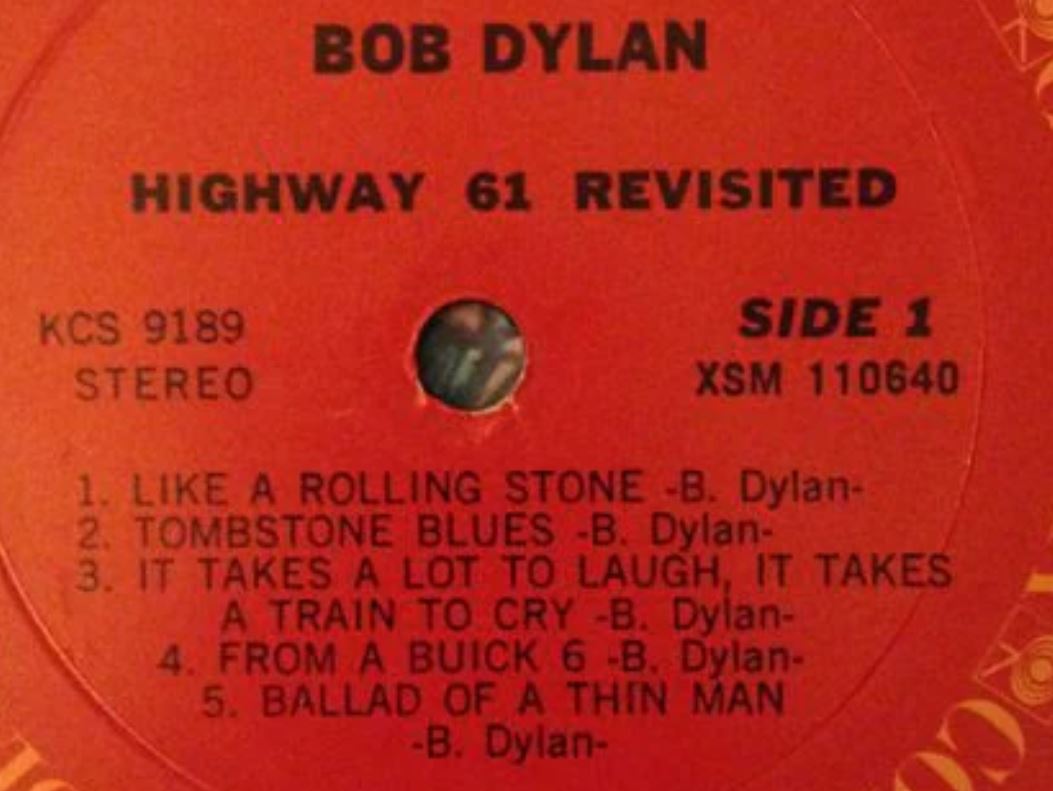 BOB DYLAN
HIGHWAY 61 REVISITED
KCS 9189
STEREO
SIDE 1
XSM 110640
1. LIKE A ROLLING STONE -B. Dylan-
2. TOMBSTONE BLUES -B. Dylan-
3. IT TAKES A LOT TO LAUGH, IT TAKES
A TRAIN TO CRY -B. Dylan-
4. FROM A BUICK 6 -B. Dylan-
5. BALLAD OF A THIN MAN
-B. Dylan-